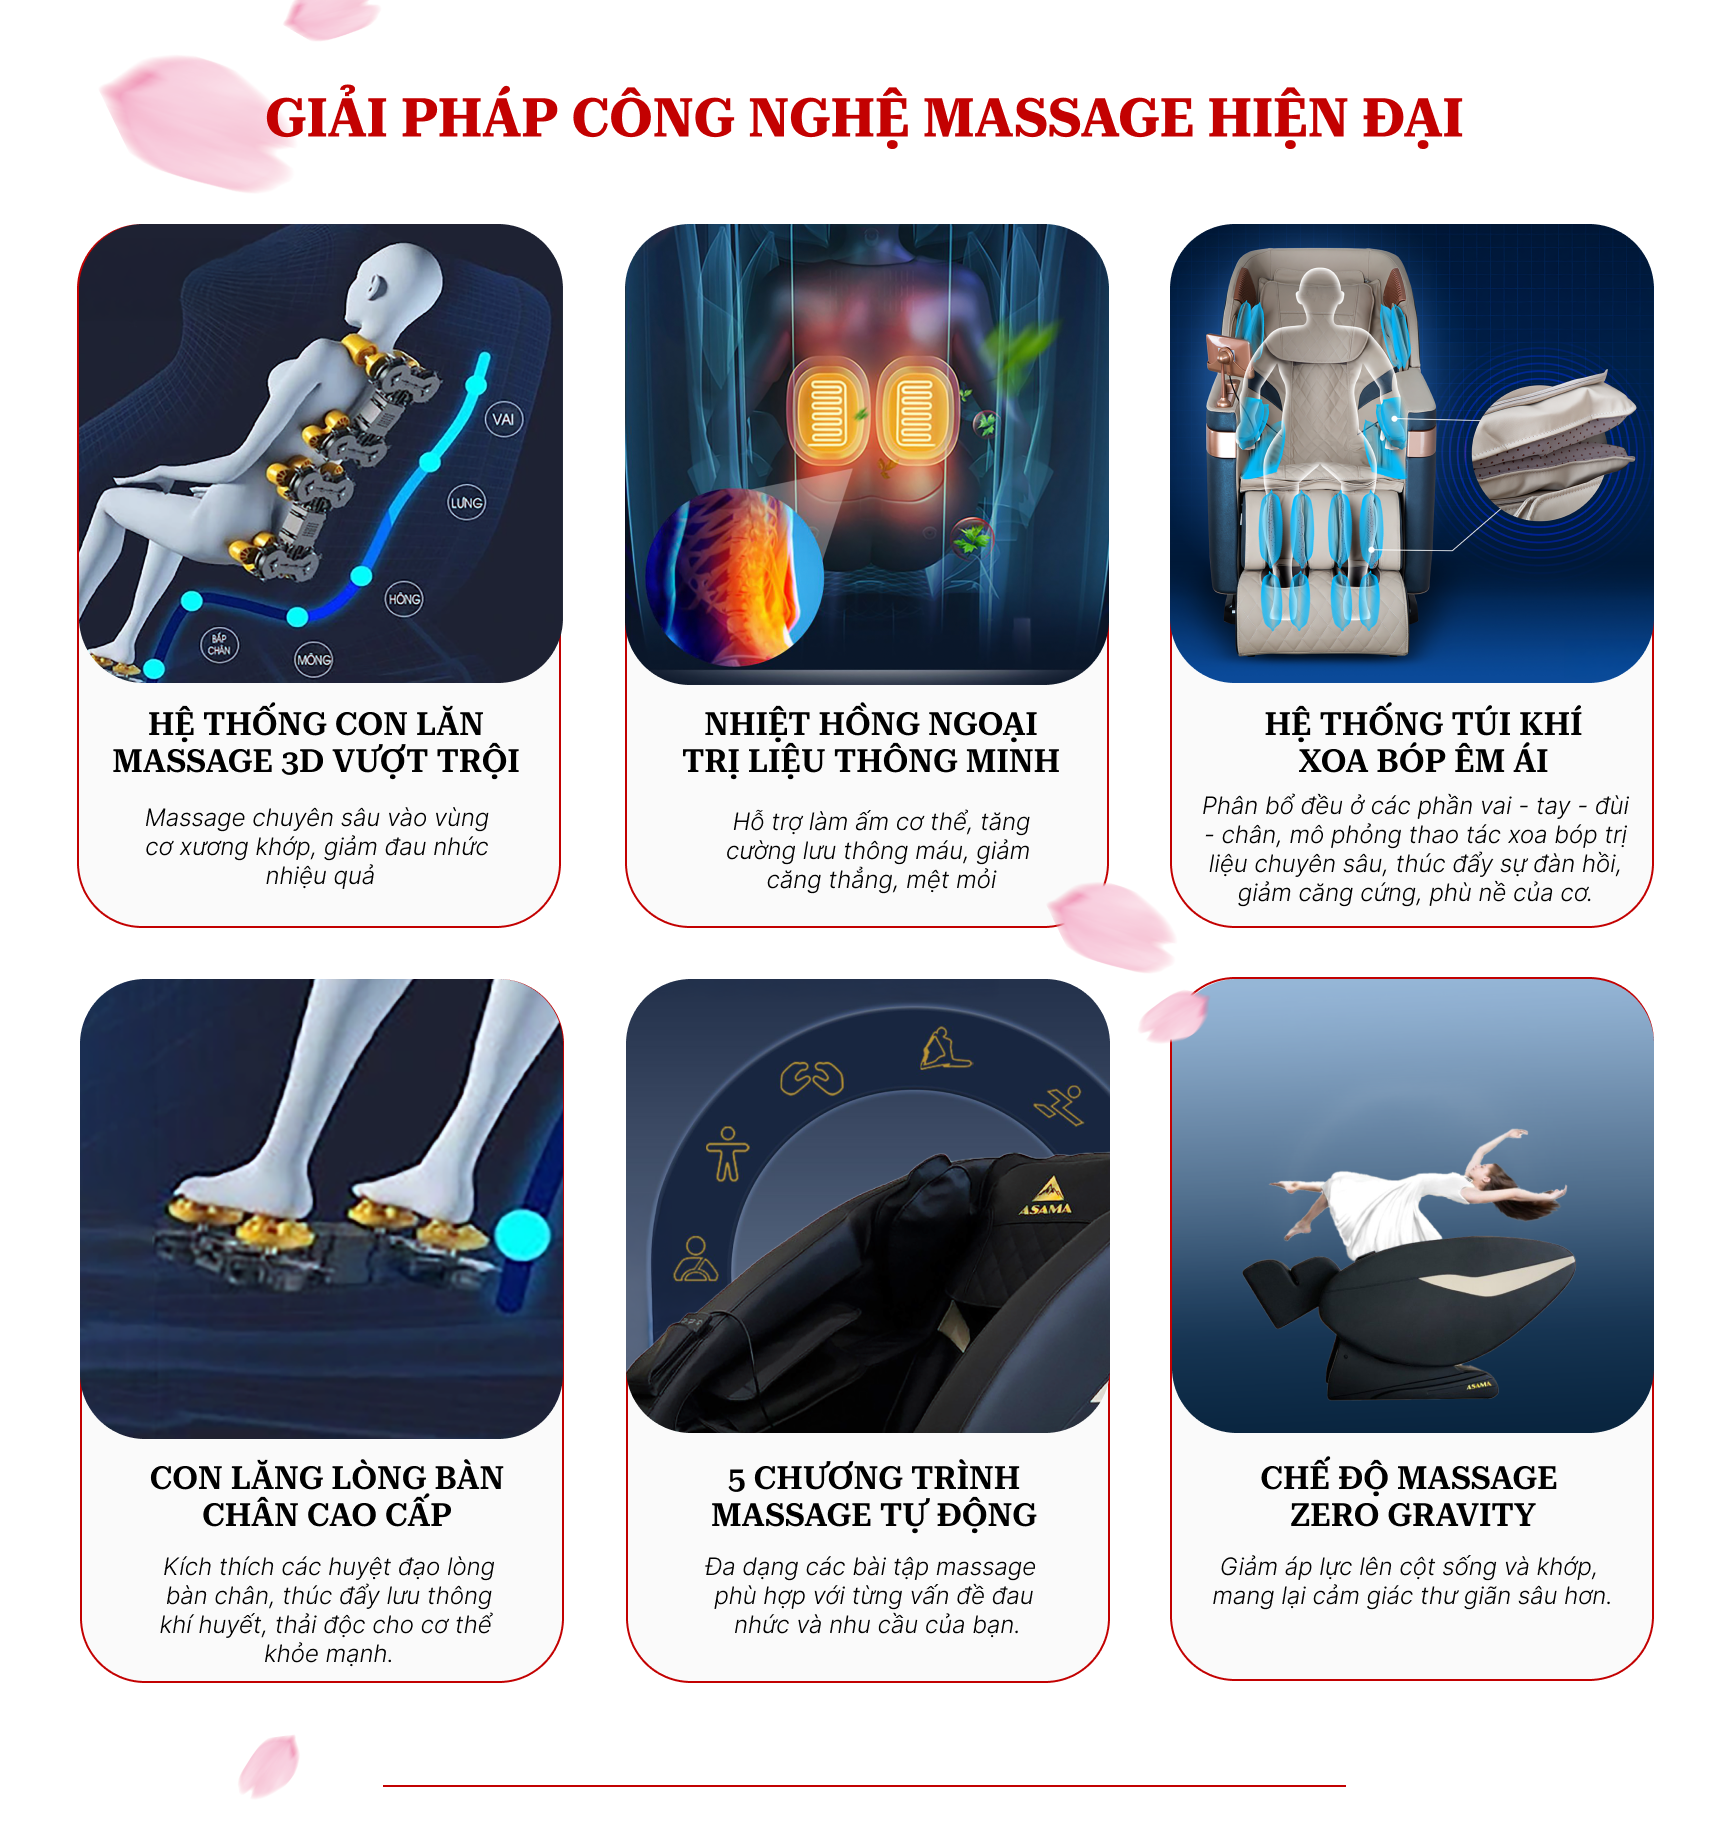 GIẢI PHÁP CÔNG NGHỆ MASSAGE HIỆN ĐẠI
VAI
LƯNG
HÔNG
BẮP
CHÂN
MÔNG
HỆ THỐNG CON LĂN
MASSAGE 3D VƯỢT TRỘI
Massage chuyên sâu vào vùng
cơ xương khớp, giảm đau nhức
nhiệu quả
NHIỆT HỒNG NGOẠI
TRỊ LIỆU THÔNG MINH
Hỗ trợ làm ấm cơ thể, tăng
cường lưu thông máu, giảm
căng thẳng, mệt mỏi
HỆ THỐNG TÚI KHÍ
XOA BÓP ÊM ÁI
Phân bổ đều ở các phần vai - tay - đùi
- chân, mô phỏng thao tác xoa bóp trị
liệu chuyên sâu, thúc đẩy sự đàn hồi,
giảm căng cứng, phù nề của cơ.
CON LĂNG LÒNG BÀN
CHÂN CAO CẤP
Kích thích các huyệt đạo lòng
bàn chân, thúc đẩy lưu thông
khí huyết, thải độc cho cơ thể
khỏe mạnh.
ASAMA
5 CHƯƠNG TRÌNH
MASSAGE TỰ ĐỘNG
Đa dạng các bài tập massage
phù hợp với từng vấn đề đau
nhức và nhu cầu của bạn.
ASAMA
CHẾ ĐỘ MASSAGE
ZERO GRAVITY
Giảm áp lực lên cột sống và khớp,
mang lại cảm giác thư giãn sâu hơn.